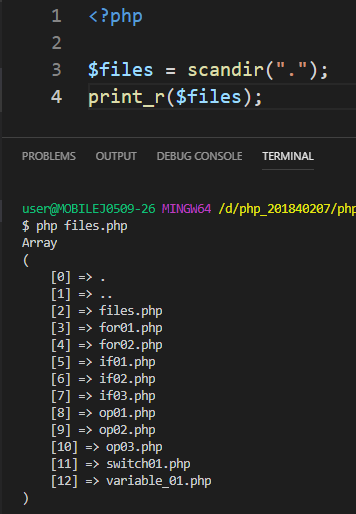 1 <?php
2
3 $files = scandir(".");
4 print_r($files);
PROBLEMS OUTPUT DEBUG CONSOLE TERMINAL
user@MOBILEJ0509-26 MINGW64 /d/php_201840207/php
$ php files.php
Array
(
[0] => .
[1] => ..
[2] => files.php
[3] => for01.php
[4] => for02.php
[5] => if01.php
[6] => if02.php
[7] => if03.php
[8] => op01.php
[9] => op02.php
[10] => op03.php
[11] => switch01.php
[12] => variable_01.php
)